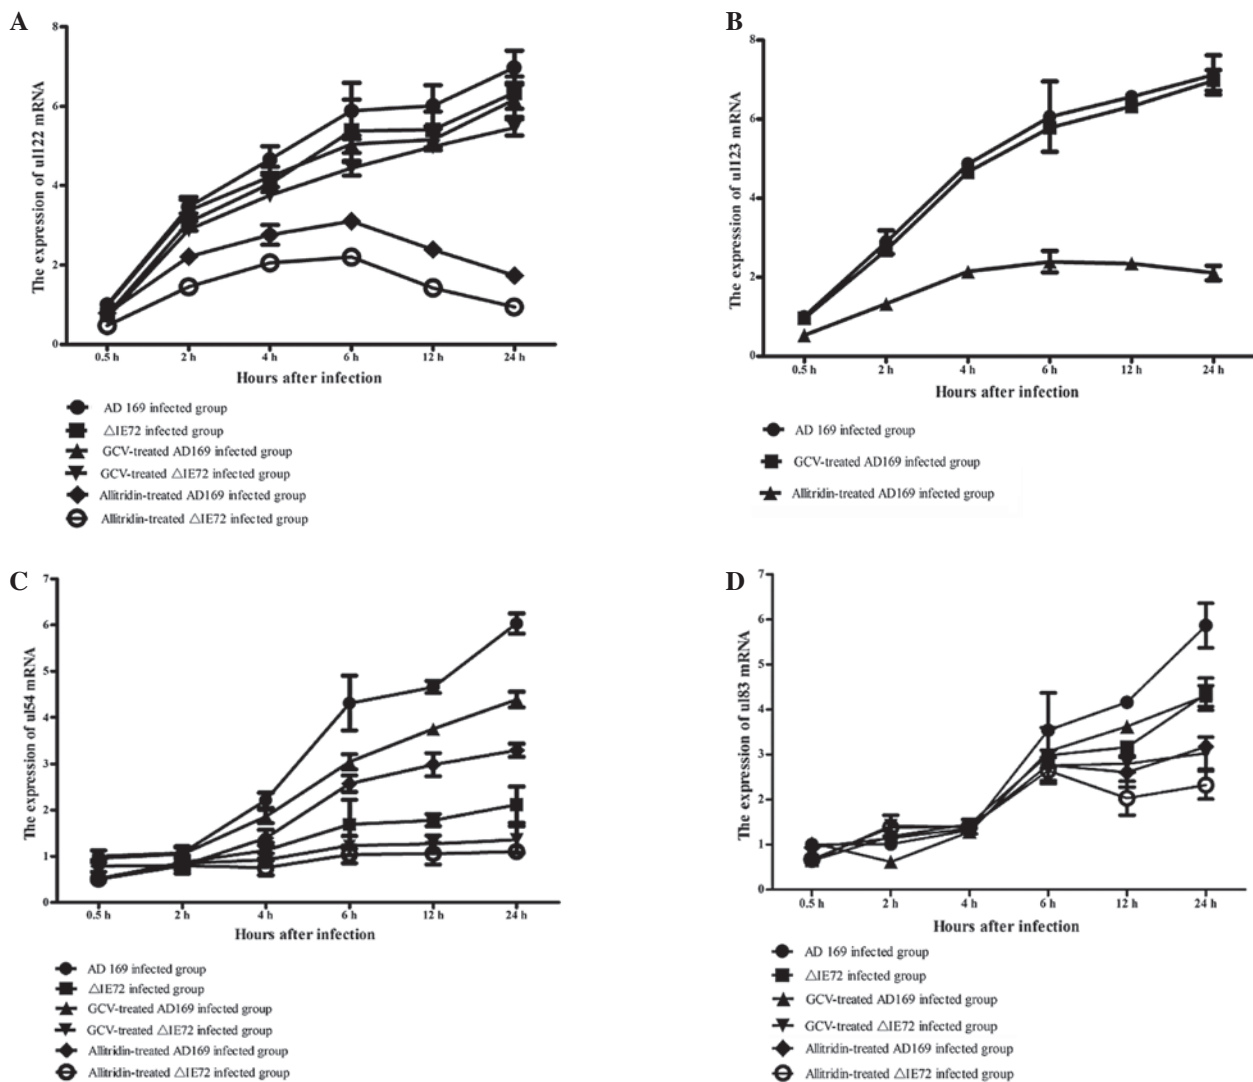 A
The expression of ul122 mRNA
8
6
4
2
0
0.5 h 2 h 4 h 6 h 12 h 24 h
Hours after infection
AD 169 infected group
△IE72 infected group
GCV-treated AD169 infected group
GCV-treated △IE72 infected group
Allitridin-treated AD169 infected group
Allitridin-treated △IE72 infected group
B
The expression of ul123 mRNA
8
6
4
2
0
0.5 h 2 h 4 h 6 h 12 h 24 h
Hours after infection
AD 169 infected group
GCV-treated AD169 infected group
Allitridin-treated AD169 infected group
C
The expression of ul54 mRNA
7
6
5
4
3
2
1
0
0.5 h 2 h 4 h 6 h 12 h 24 h
Hours after infection
AD 169 infected group
△IE72 infected group
GCV-treated AD169 infected group
GCV-treated △IE72 infected group
Allitridin-treated AD169 infected group
Allitridin-treated △IE72 infected group
D
The expression of ul83 mRNA
7
6
5
4
3
2
1
0
0.5 h 2 h 4 h 6 h 12 h 24 h
Hours after infection
AD 169 infected group
△IE72 infected group
GCV-treated AD169 infected group
GCV-treated △IE72 infected group
Allitridin-treated AD169 infected group
Allitridin-treated △IE72 infected group